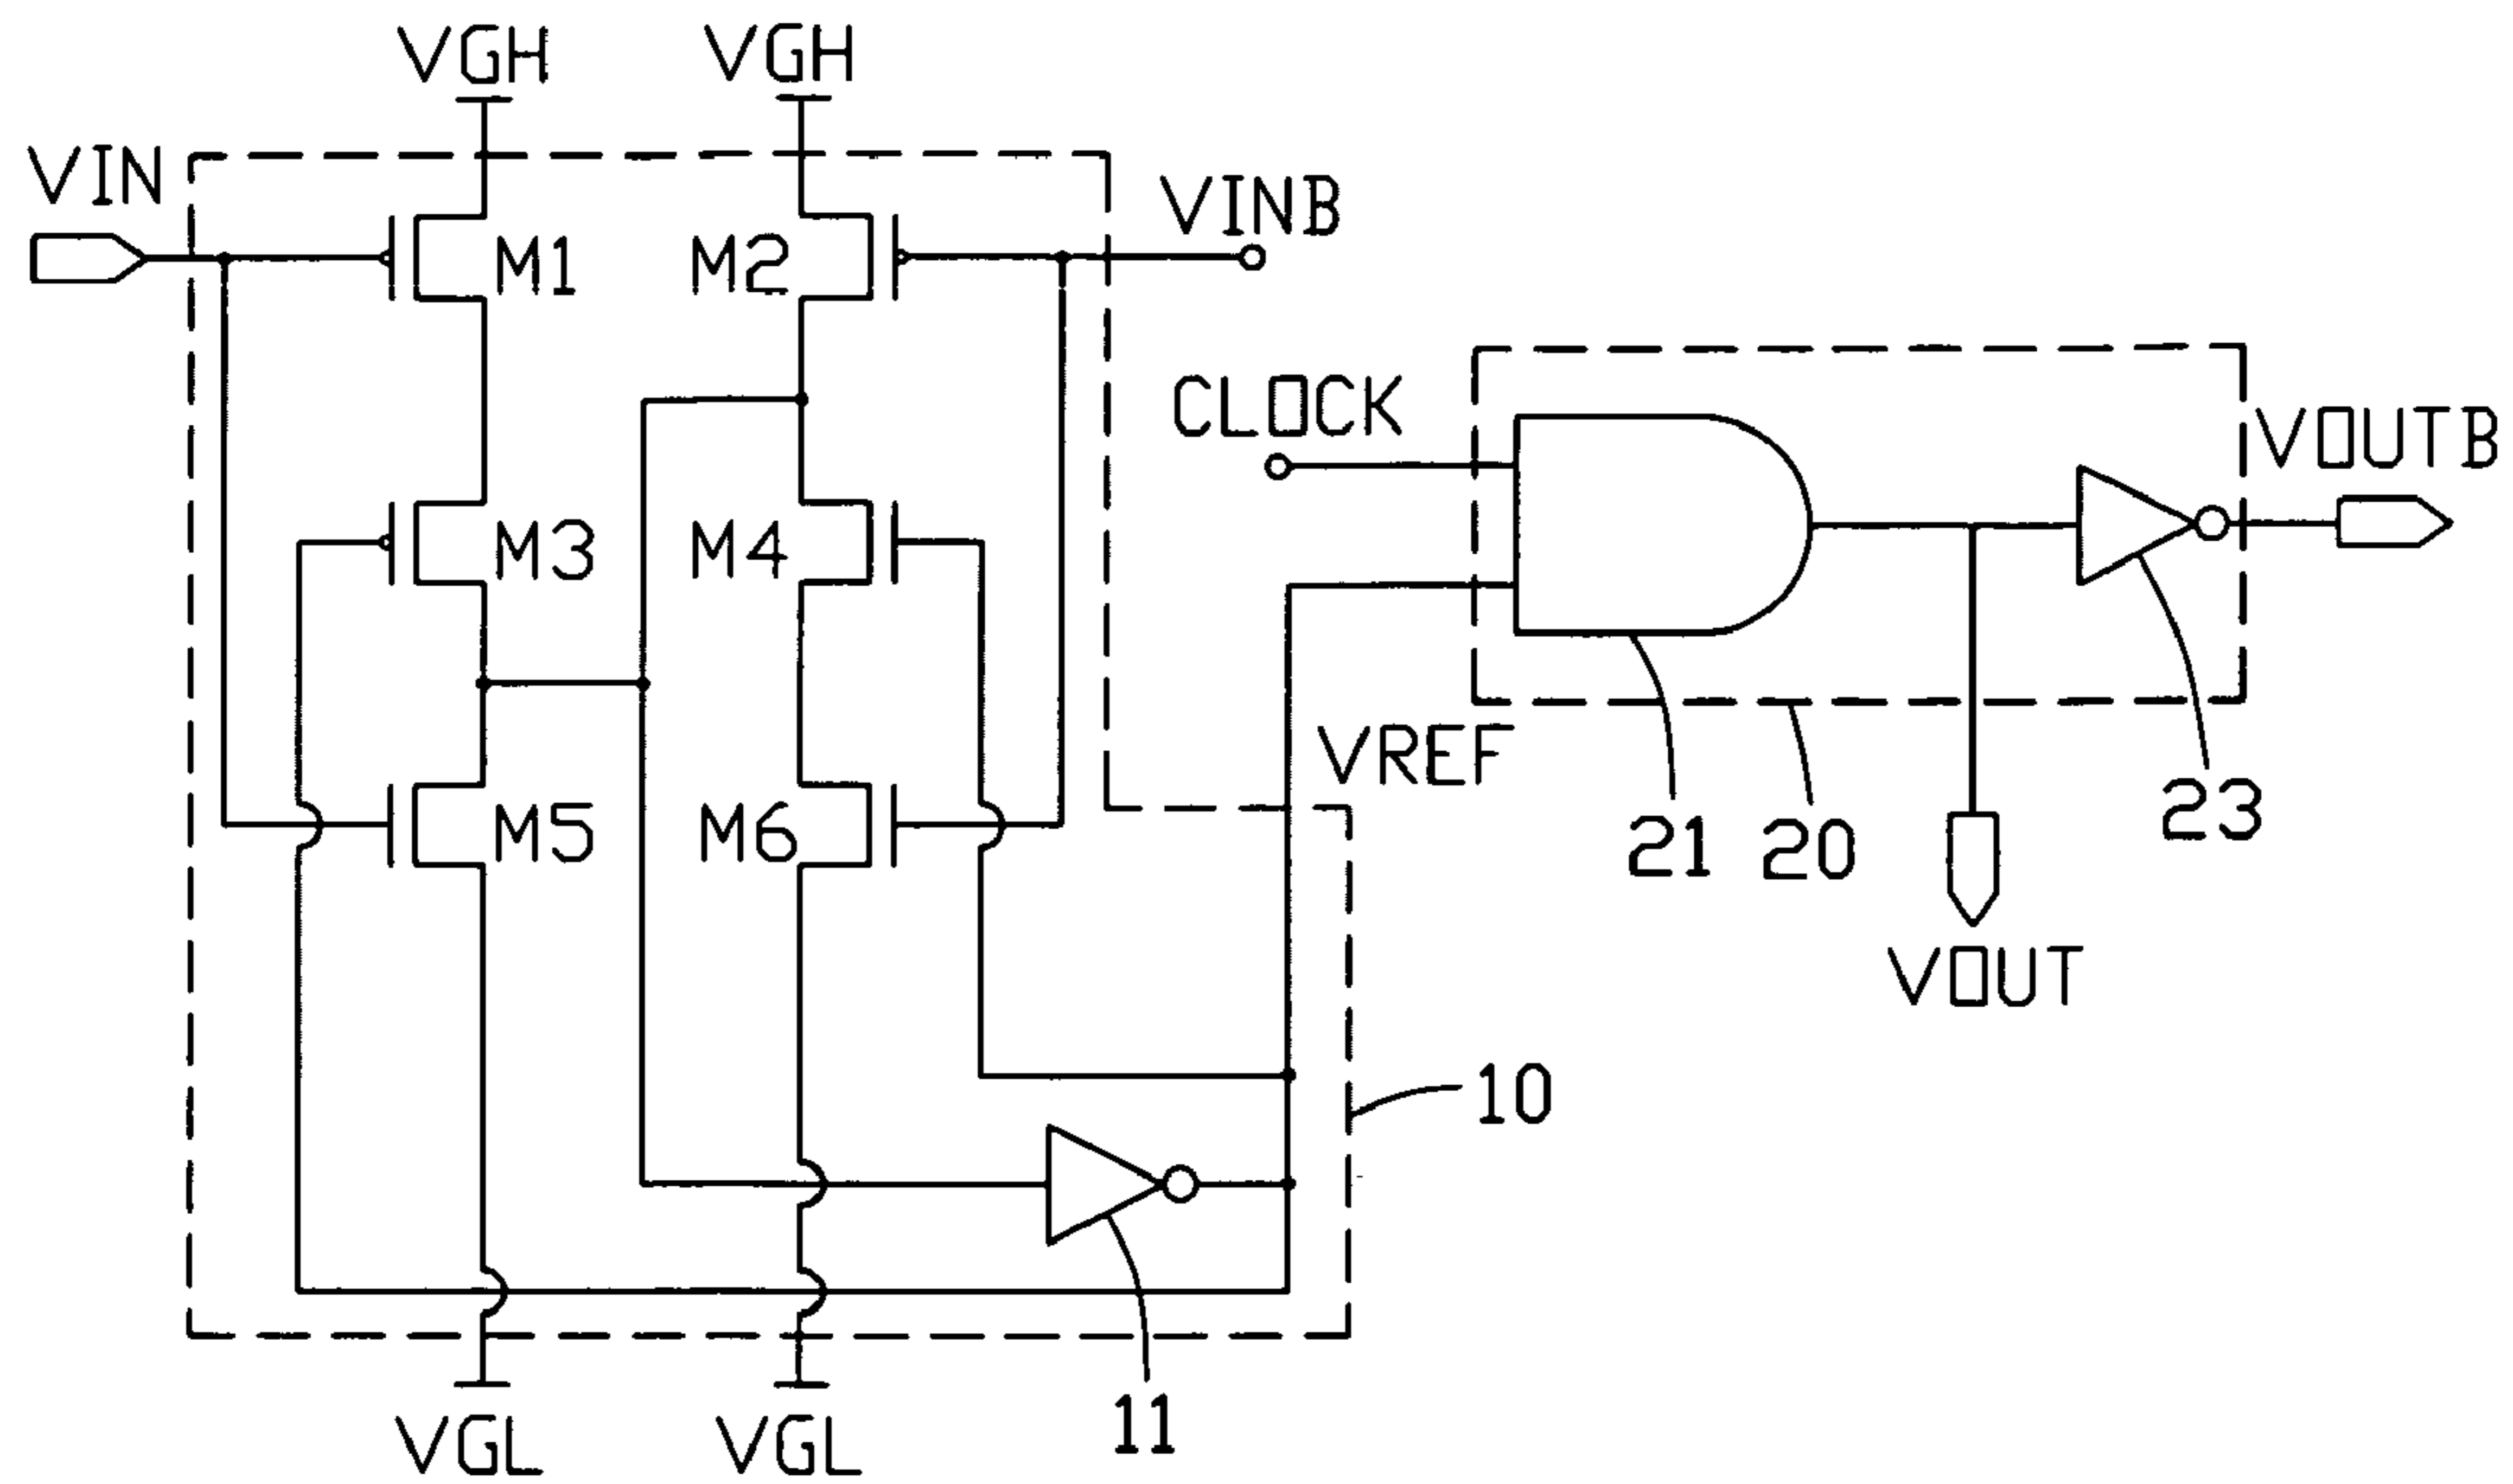 VGH
VGH
VIN
VINB
M1
M2
CLOCK
VOUTB
M3
M4
VREF
M5
M6
21
20
23
VOUT
10
11
VGL
VGL